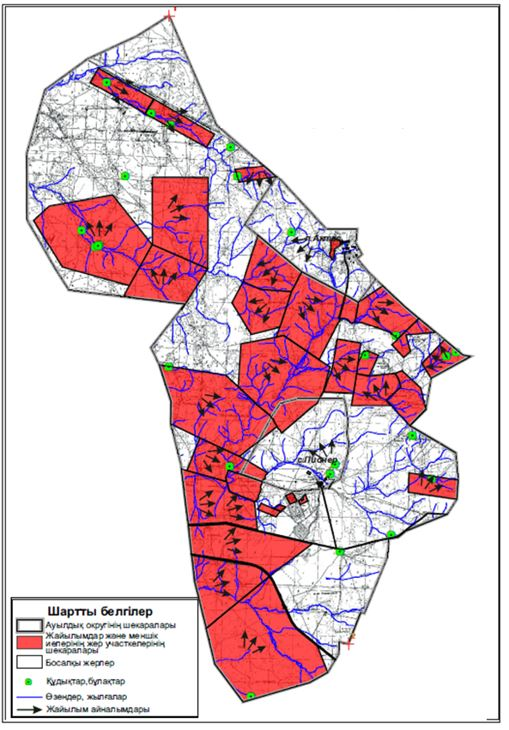 с.Пионер
Шартты белгілер
Ауылдық округінің шекаралары
Жайылымдар және меншік
иелерінің жер учаскелерінің
шекаралары
Босалқы жерлер
Құдықтар,бұлақтар
Өзендер, жылғалар
Жайылым айналымдары